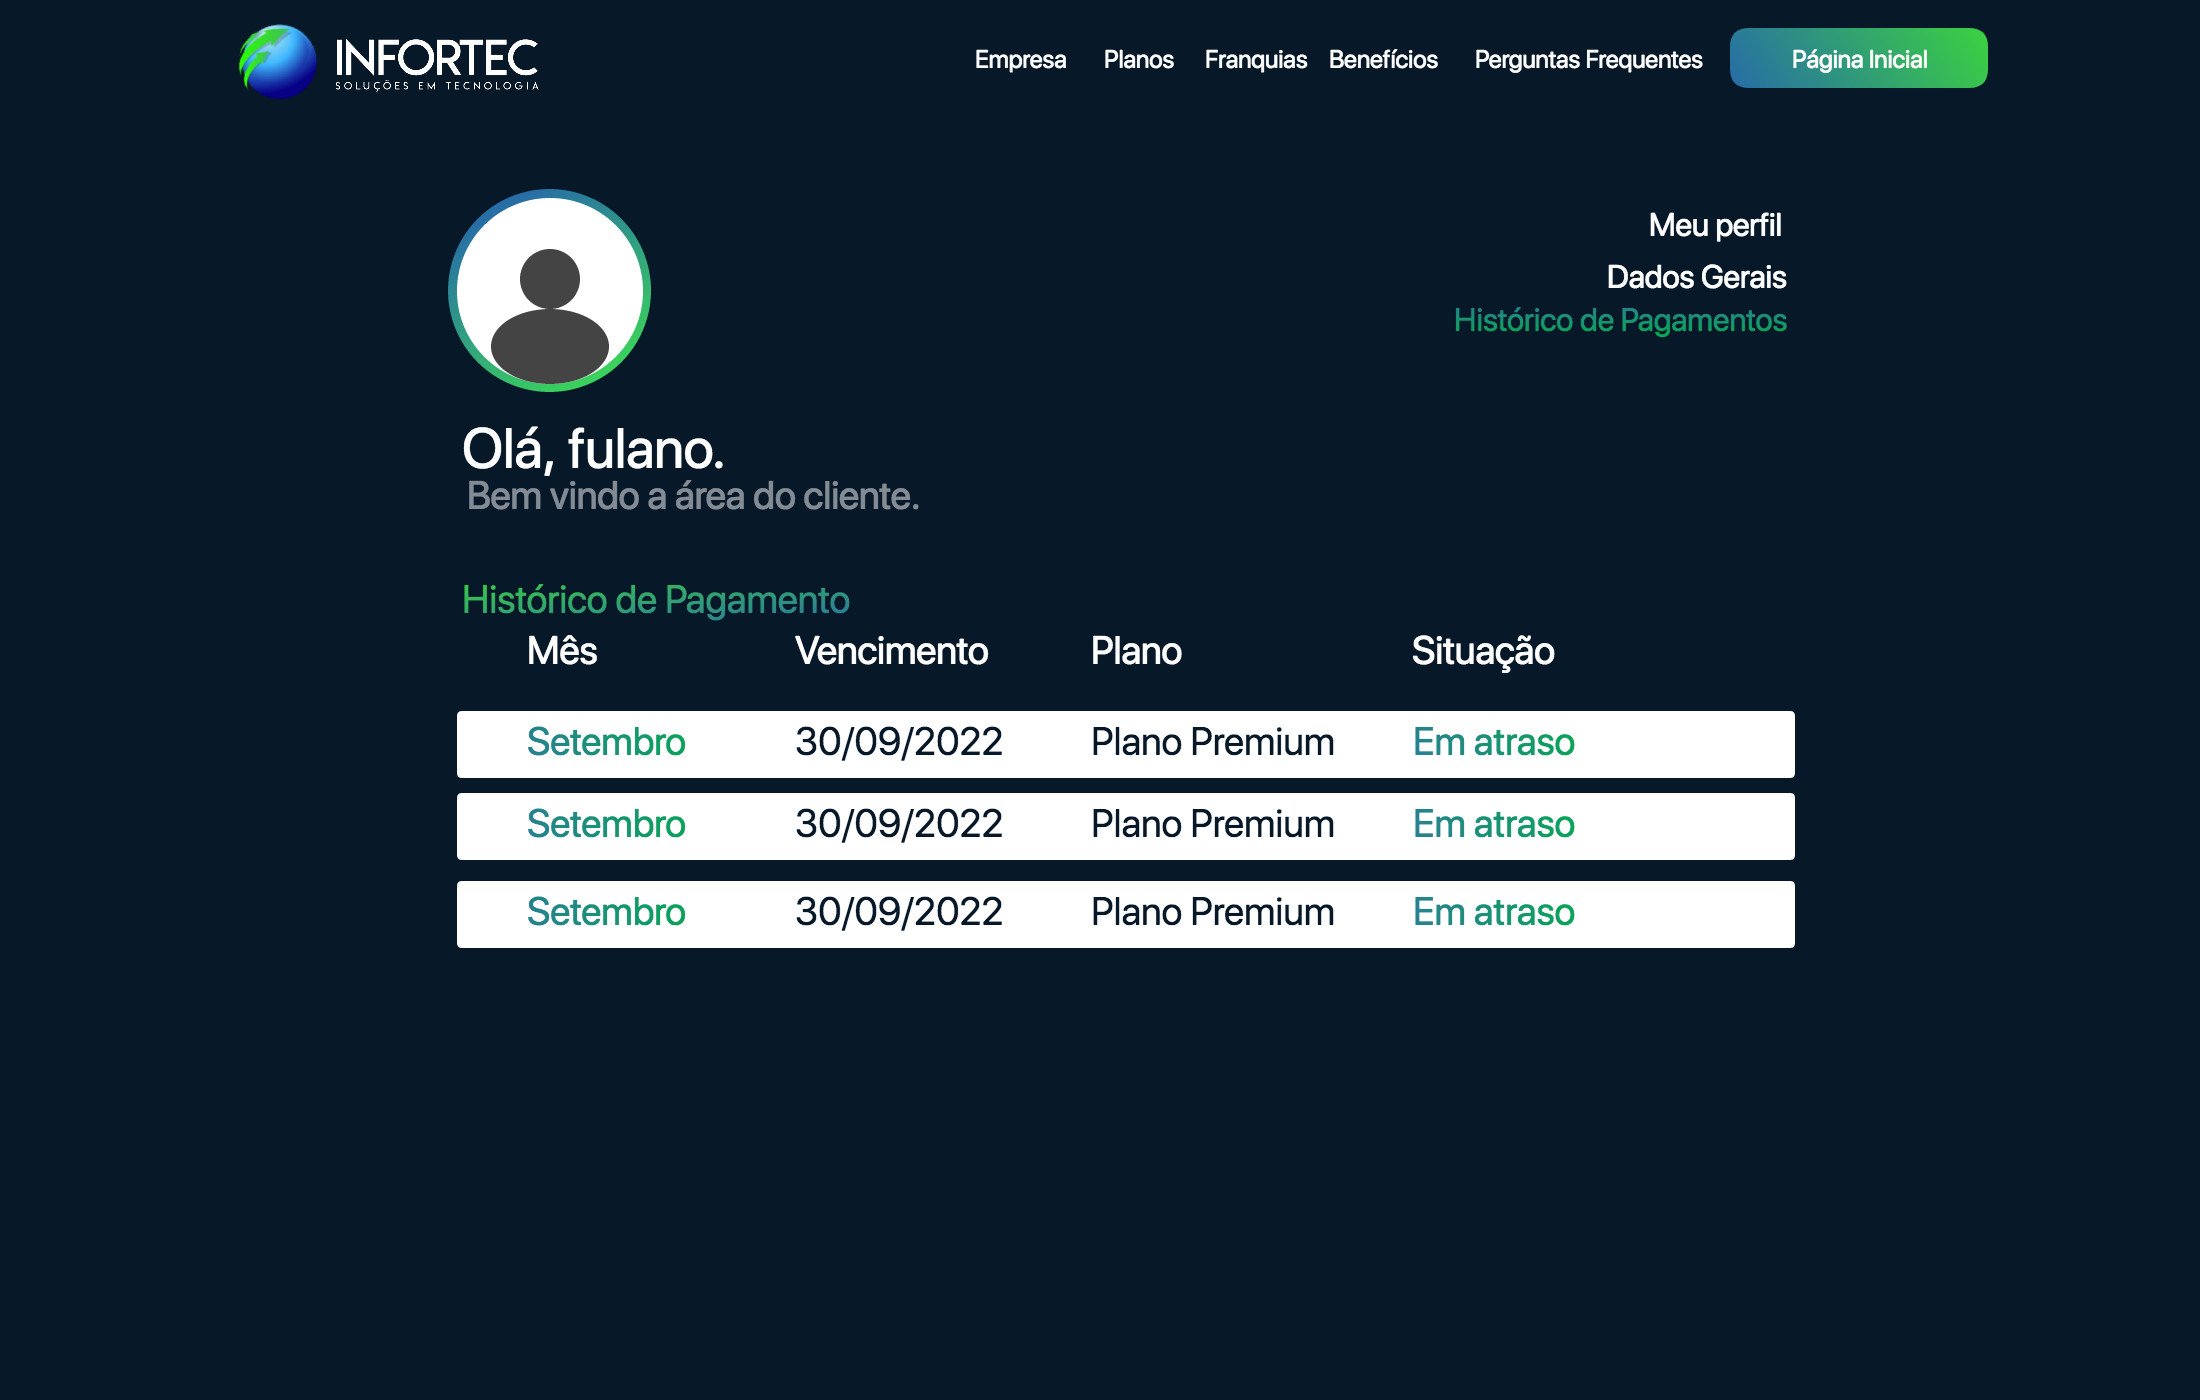 INFORTEC
SOLUÇÕES EM TECNOLOGIA
Empresa Planos Franquias Benefícios Perguntas Frequentes Página Inicial
Meu perfil
Dados Gerais
Histórico de Pagamentos
Olá, fulano.
Bem vindo a área do cliente.
Histórico de Pagamento
Mês Vencimento Plano Situação
Setembro 30/09/2022 Plano Premium Em atraso
Setembro 30/09/2022 Plano Premium Em atraso
Setembro 30/09/2022 Plano Premium Em atraso